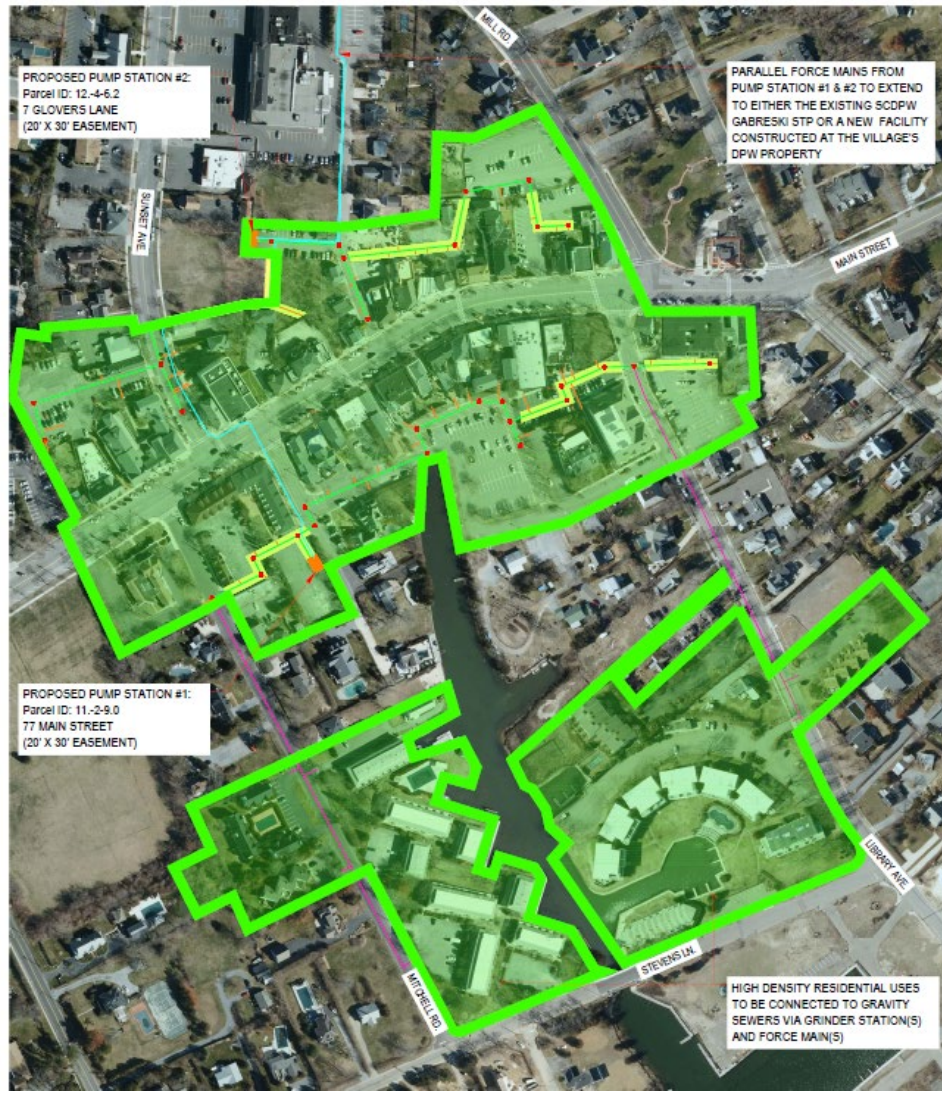 PROPOSED PUMP STATION #2:
Parcel ID: 12.-4-6.2
7 GLOVERS LANE
(20' X 30' EASEMENT)
MILL RD.
PARALLEL FORCE MAINS FROM
PUMP STATION #1 & #2 TO EXTEND
TO EITHER THE EXISTING SCDPW
GABRESKI STP OR A NEW FACILITY
CONSTRUCTED AT THE VILLAGE'S
DPW PROPERTY
SUNSET AVE.
MAIN STREET
PROPOSED PUMP STATION #1:
Parcel ID: 11.-2-9.0
77 MAIN STREET
(20' X 30' EASEMENT)
LIBRARY AVE.
STEVENS LN.
MITCHELL RD.
HIGH DENSITY RESIDENTIAL USES
TO BE CONNECTED TO GRAVITY
SEWERS VIA GRINDER STATION(S)
AND FORCE MAIN(S)